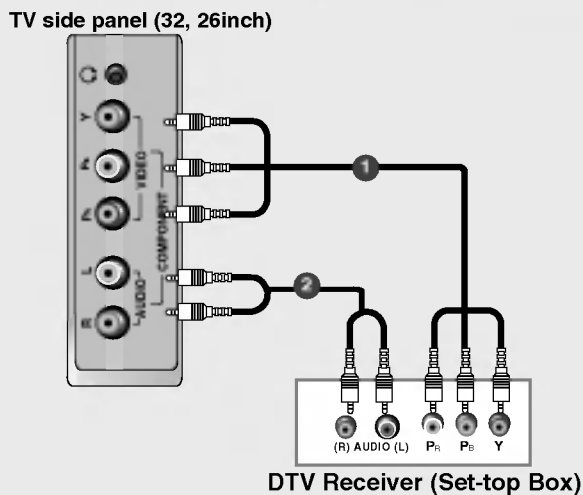 TV side panel (32, 26inch)
Y
PB
PR
VIDEO
L
R
AUDIO
COMPONENT
1
2
(R) AUDIO (L)
PR
PB
Y
DTV Receiver (Set-top Box)